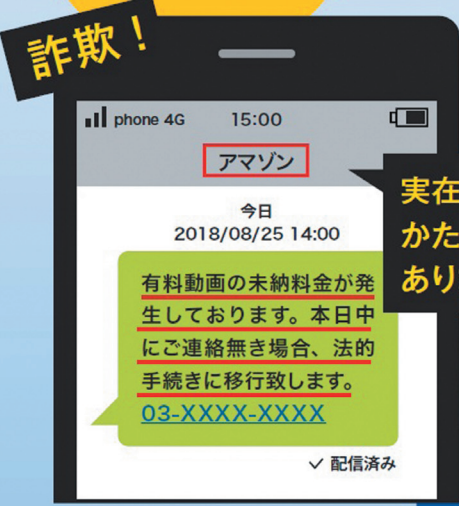 詐欺！
phone 4G 15:00
アマゾン
実在
かた
あり
今日
2018/08/25 14:00
有料動画の未納料金が発
生しております。本日中
にご連絡無き場合、法的
手続きに移行致します。
03-XXXX-XXXX
✓ 配信済み